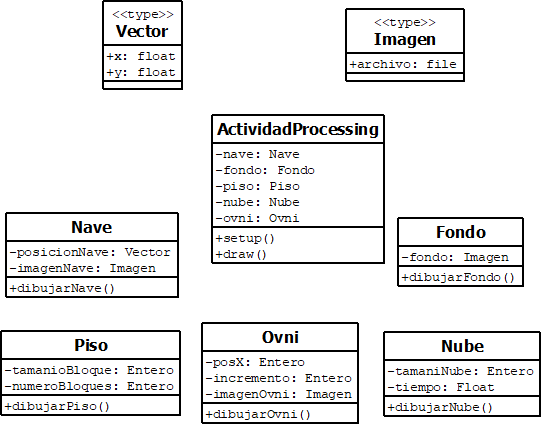 <<type>>
Vector
+x: float
+y: float
<<type>>
Imagen
+archivo: file
ActividadProcessing
-nave: Nave
-fondo: Fondo
-piso: Piso
-nube: Nube
-ovni: Ovni
+setup()
+draw()
Nave
-posicionNave: Vector
-imagenNave: Imagen
+dibujarNave()
Fondo
-fondo: Imagen
+dibujarFondo()
Piso
-tamanioBloque: Entero
-numeroBloques: Entero
+dibujarPiso()
Ovni
-posX: Entero
-incremento: Entero
-imagenOvni: Imagen
+dibujarOvni()
Nube
-tamaniNube: Entero
-tiempo: Float
+dibujarNube()